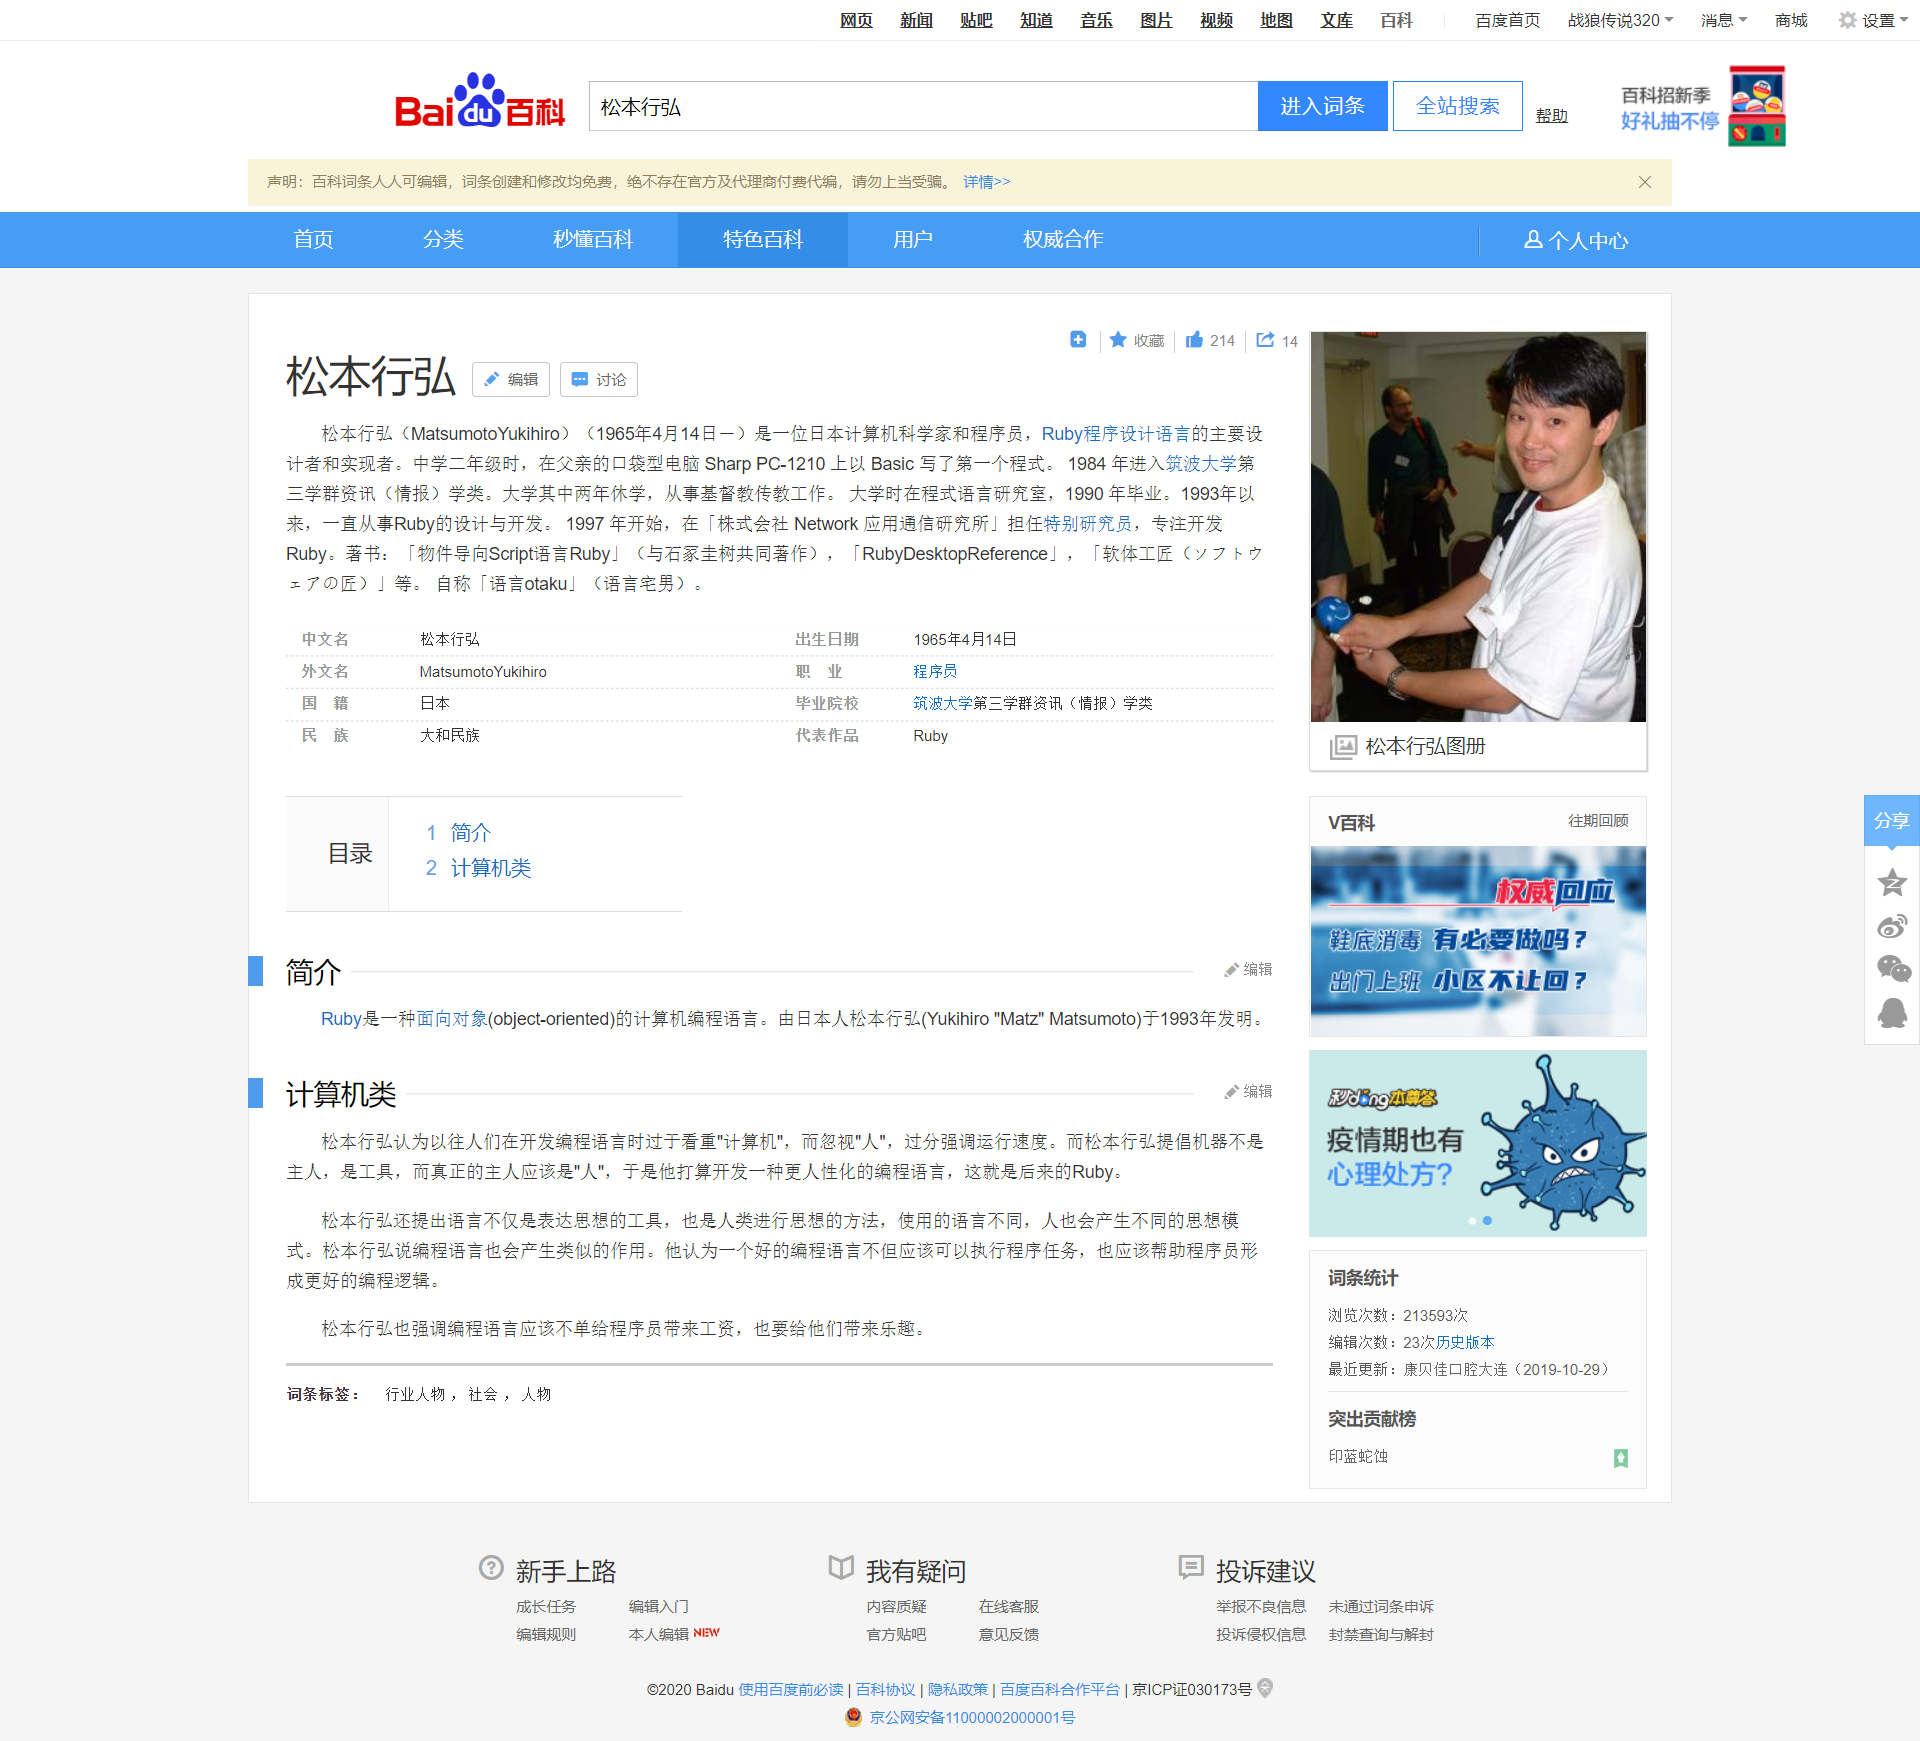 网页 新闻 贴吧 知道 音乐 图片 视频 地图 文库 百科 百度首页 战狼传说320 消息 商城 设置
Baidu百科
松本行弘
进入词条
全站搜索
帮助
百科招新季
好礼抽不停
声明：百科词条人人可编辑，词条创建和修改均免费，绝不存在官方及代理商付费代编，请勿上当受骗。 详情>>
首页 分类 秒懂百科 特色百科 用户 权威合作 个人中心
收藏 214 14
松本行弘 编辑 讨论
松本行弘（MatsumotoYukihiro）（1965年4月14日－）是一位日本计算机科学家和程序员，Ruby程序设计语言的主要设
计者和实现者。中学二年级时，在父亲的口袋型电脑 Sharp PC-1210 上以 Basic 写了第一个程式。 1984 年进入筑波大学第
三学群资讯（情报）学类。大学其中两年休学，从事基督教传教工作。 大学时在程式语言研究室，1990 年毕业。1993年以
来，一直从事Ruby的设计与开发。 1997 年开始，在「株式会社 Network 应用通信研究所」担任特别研究员，专注开发
Ruby。著书：「物件导向Script语言Ruby」（与石冢圭树共同著作），「RubyDesktopReference」，「软体工匠（ソフトウ
ェアの匠）」等。 自称「语言otaku」（语言宅男）。
中文名 松本行弘 出生日期 1965年4月14日
外文名 MatsumotoYukihiro 职 业 程序员
国 籍 日本 毕业院校 筑波大学第三学群资讯（情报）学类
民 族 大和民族 代表作品 Ruby
松本行弘图册
目录
1 简介
2 计算机类
简介 编辑
Ruby是一种面向对象(object-oriented)的计算机编程语言。由日本人松本行弘(Yukihiro "Matz" Matsumoto)于1993年发明。
计算机类 编辑
松本行弘认为以往人们在开发编程语言时过于看重"计算机"，而忽视"人"，过分强调运行速度。而松本行弘提倡机器不是
主人，是工具，而真正的主人应该是"人"，于是他打算开发一种更人性化的编程语言，这就是后来的Ruby。
松本行弘还提出语言不仅是表达思想的工具，也是人类进行思想的方法，使用的语言不同，人也会产生不同的思想模
式。松本行弘说编程语言也会产生类似的作用。他认为一个好的编程语言不但应该可以执行程序任务，也应该帮助程序员形
成更好的编程逻辑。
松本行弘也强调编程语言应该不单给程序员带来工资，也要给他们带来乐趣。
词条标签： 行业人物 ， 社会 ， 人物
V百科 往期回顾
权威回应
鞋底消毒 有必要做吗？
出门上班 小区不让回？
秒dong本尊答
疫情期也有
心理处方？
词条统计
浏览次数：213593次
编辑次数：23次历史版本
最近更新：康贝佳口腔大连（2019-10-29）
突出贡献榜
印蓝蛇蚀
分享
新手上路 我有疑问 投诉建议
成长任务 编辑入门 内容质疑 在线客服 举报不良信息 未通过词条申诉
编辑规则 本人编辑 NEW 官方贴吧 意见反馈 投诉侵权信息 封禁查询与解封
©2020 Baidu 使用百度前必读 | 百科协议 | 隐私政策 | 百度百科合作平台 | 京ICP证030173号
京公网安备11000002000001号